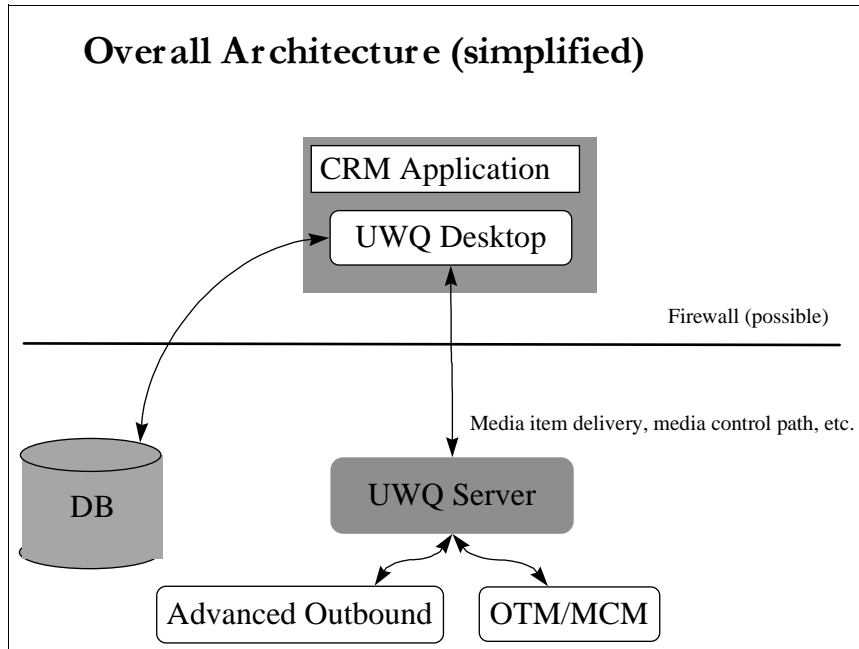 Overall Architecture (simplified)
CRM Application
UWQ Desktop
Firewall (possible)
Media item delivery, media control path, etc.
DB
UWQ Server
Advanced Outbound
OTM/MCM